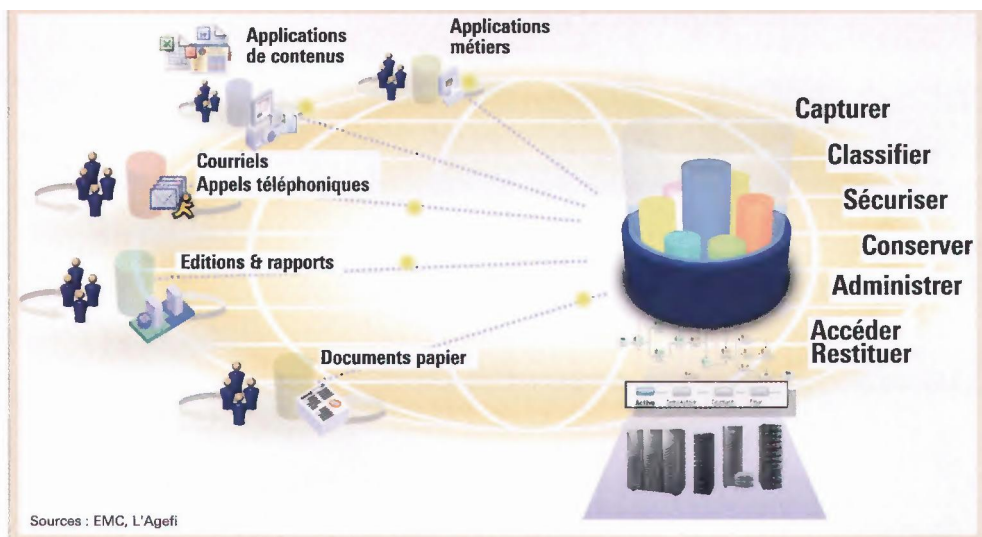 Applications
de contenus
Applications
métiers
Capturer
Classifier
Courriels
Appels téléphoniques
Sécuriser
Conserver
Editions & rapports
Administrer
Accéder
Restituer
Documents papier
Active
Sources : EMC, L'Agefi